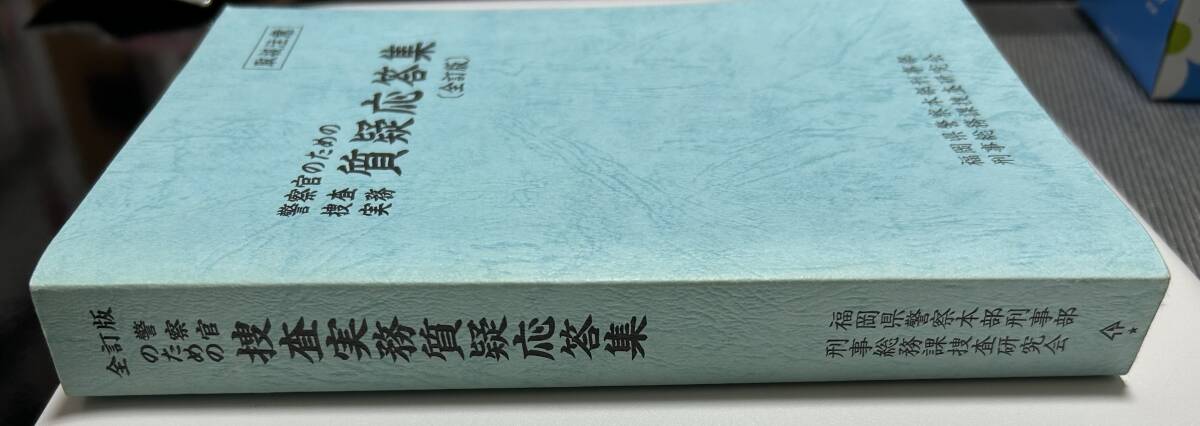 取扱注意
警察官のための
捜査
実務
質疑応答集
(全訂版)
福岡県警察本部刑事部
刑事総務課捜査研究会
全訂版
警察官
のための
捜査実務質疑応答集
福岡県警察本部刑事部
刑事総務課捜査研究会